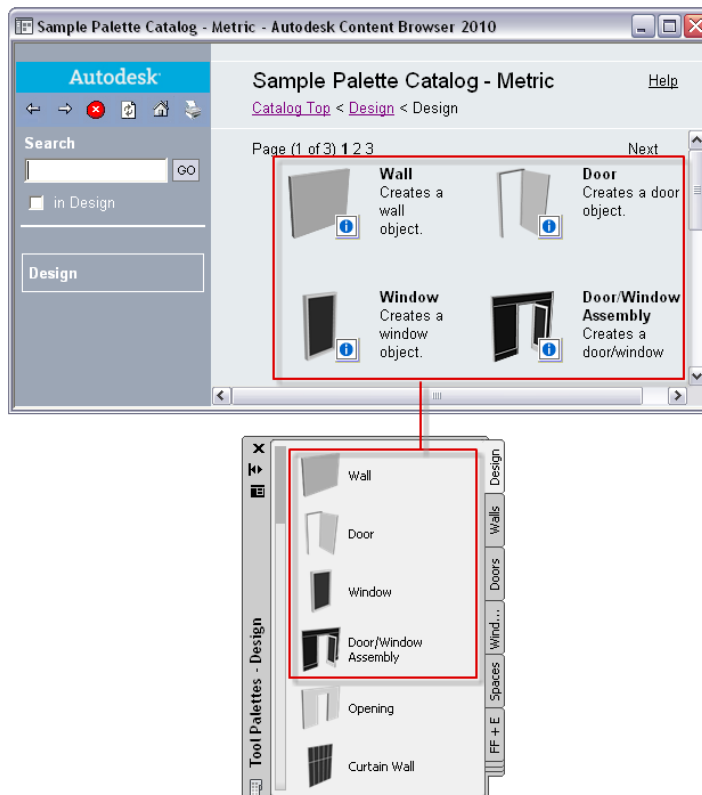 Sample Palette Catalog - Metric - Autodesk Content Browser 2010
Autodesk
Sample Palette Catalog - Metric
Help
Catalog Top < Design < Design
Search
GO
in Design
Design
Page (1 of 3) 1 2 3
Next
Wall
Creates a
wall
object.
Door
Creates a door
object.
Window
Creates a
window
object.
Door/Window
Assembly
Creates a
door/window
Tool Palettes - Design
Wall
Door
Window
Door/Window
Assembly
Opening
Curtain Wall
Design
Walls
Doors
Wind...
Spaces
FF + E